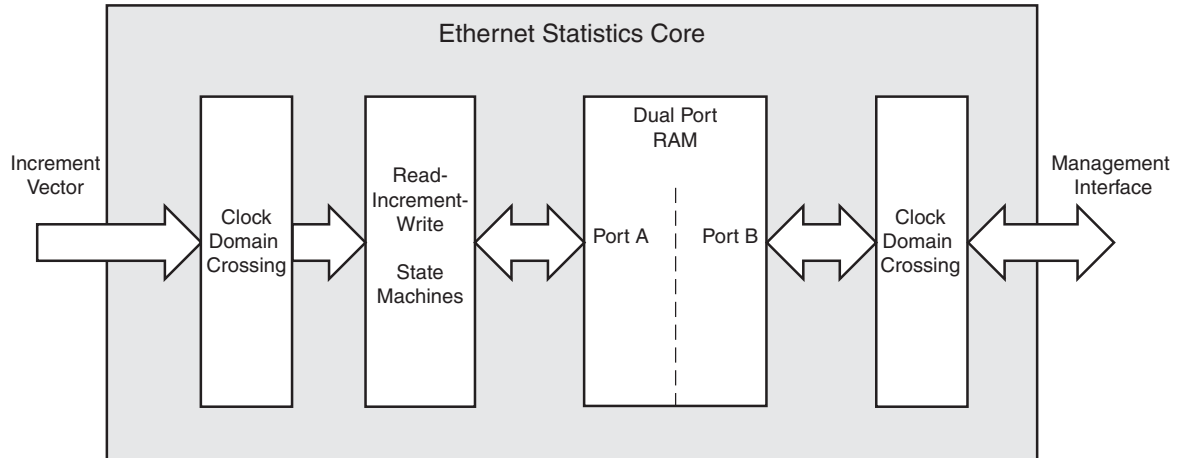 Ethernet Statistics Core
Increment
Vector
Clock
Domain
Crossing
Read-
Increment-
Write
State
Machines
Dual Port
RAM
Port A
Port B
Clock
Domain
Crossing
Management
Interface